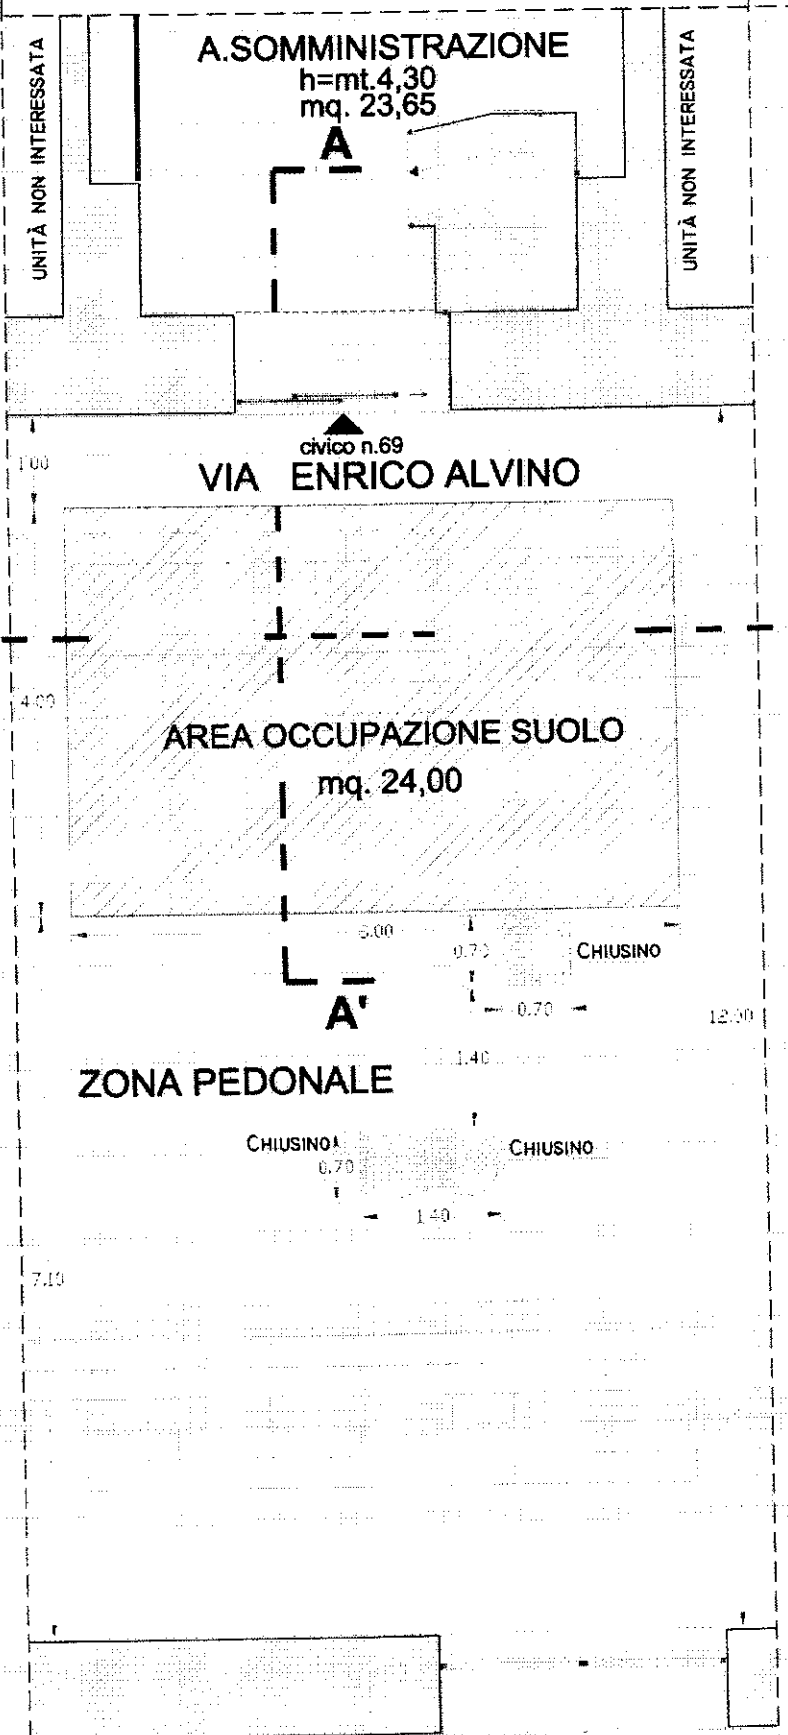 A.SOMMINISTRAZIONE
h=mt.4,30
mq. 23,65
UNITÀ NON INTERESSATA
UNITÀ NON INTERESSATA
A
civico n.69
1.00
VIA ENRICO ALVINO
4.00
AREA OCCUPAZIONE SUOLO
mq. 24,00
6.00
0.70
CHIUSINO
0.70
A'
1.40
ZONA PEDONALE
CHIUSINO
0.70
CHIUSINO
1.40
7.10